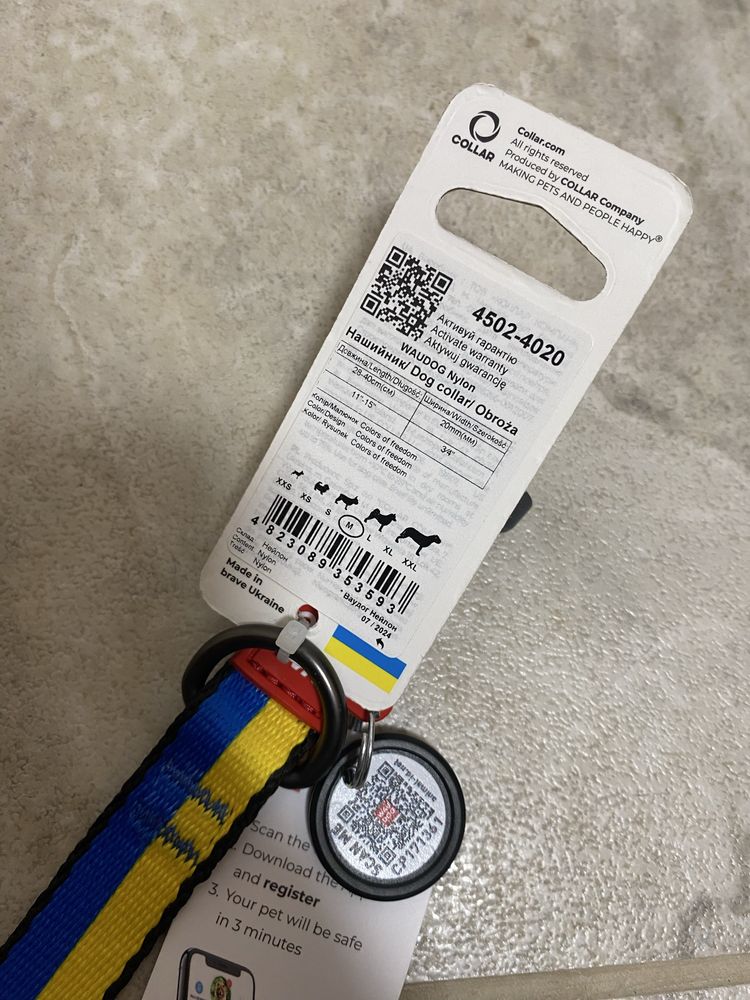 COLLAR
Collar.com
All rights reserved
Produced by COLLAR Company
MAKING PETS AND PEOPLE HAPPY®
4502-4020
Активуй гарантію
Activate warranty
Aktywuj gwarancję
WAUDOG Nylon
Нашийник/ Dog collar/ Obroża
Довжина/Length/Długość Ширина/Width/Szerokość
28-40cm(см) 20mm(мм)
11"-15" 3/4"
Колір/Малюнок Colors of freedom
Color/Design Colors of freedom
Kolor/ Rysunek Colors of freedom
XXS XS S M L XL XXL
4 823089 353593
Склад: Нейлон
Content: Nylon
Treść: Nylon
Made in
brave Ukraine
Ваудог Нейлон
07 / 2024
animal-id.net
SCAN ME
CP171361
Scan the
Download the
and register
3. Your pet will be safe
in 3 minutes